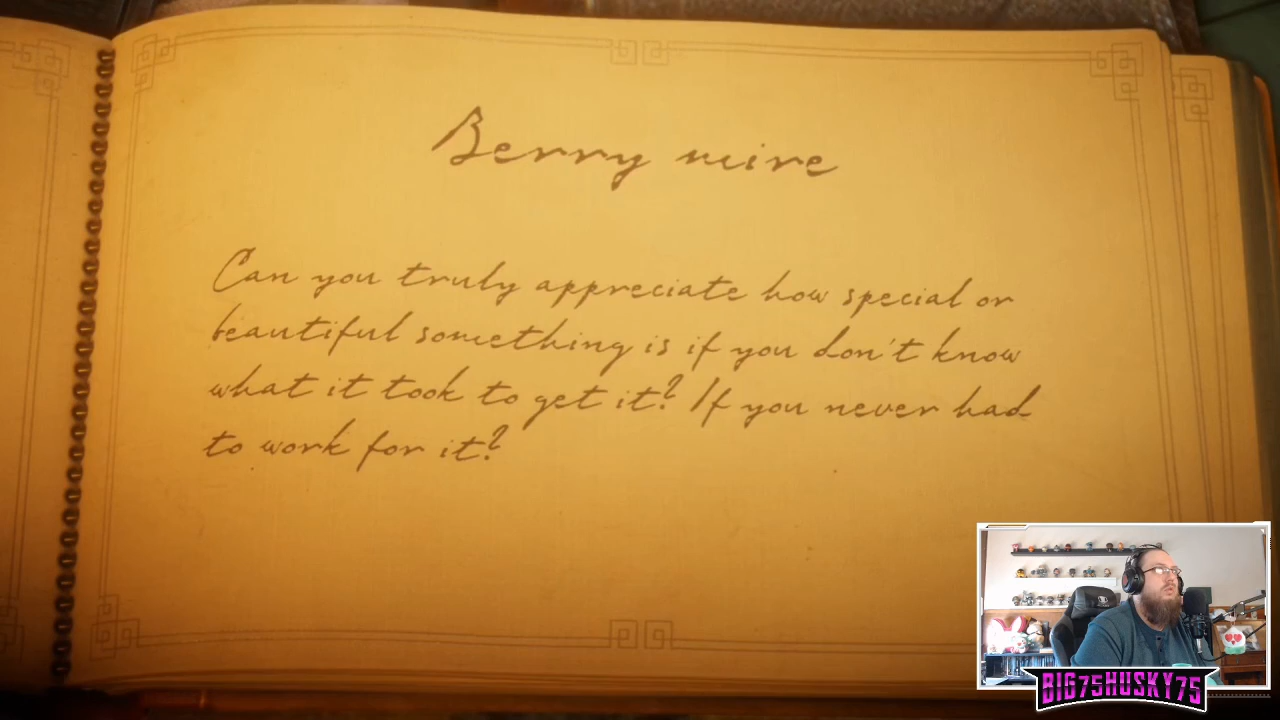 Berry mire
Can you truly appreciate how special or
beautiful something is if you don't know
what it took to get it? If you never had
to work for it?
BIG75HUSKY75